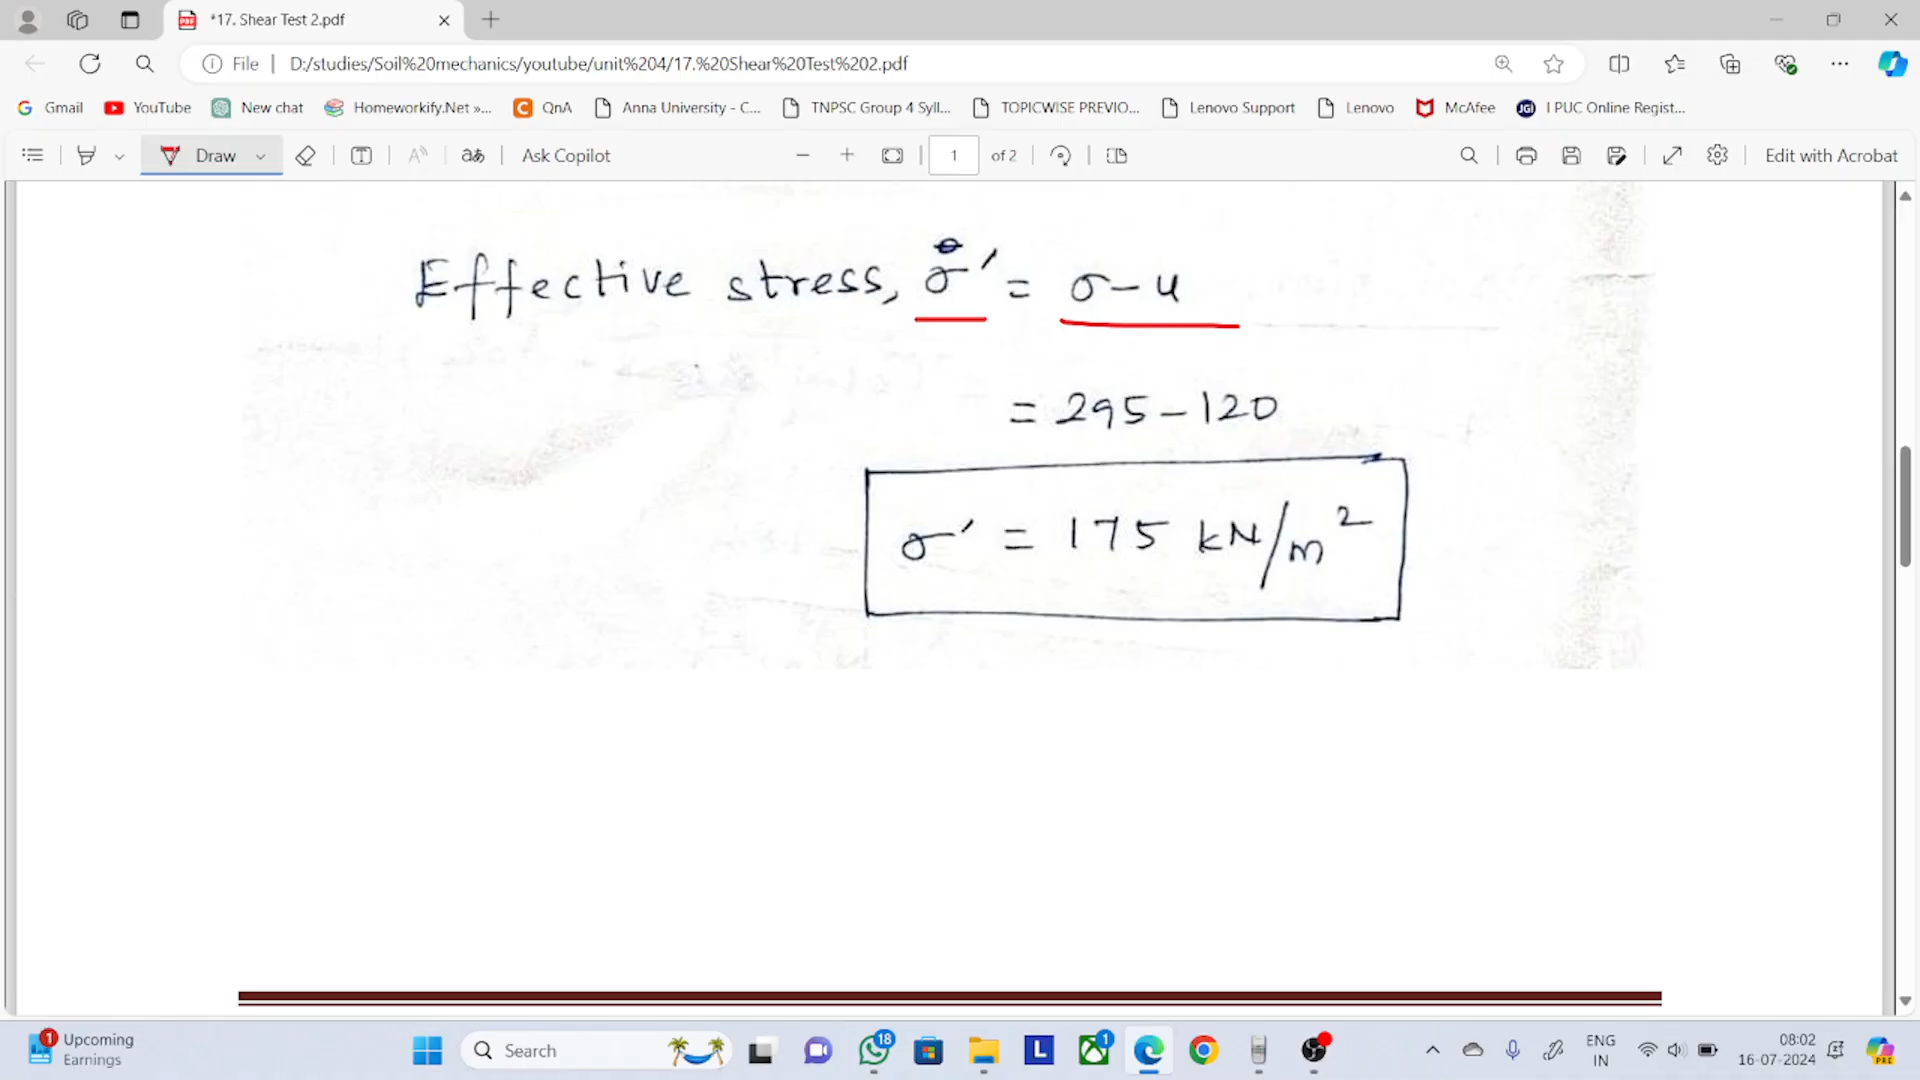 *17. Shear Test 2.pdf
File | D:/studies/Soil%20mechanics/youtube/unit%204/17.%20Shear%20Test%202.pdf
Gmail YouTube New chat Homeworkify.Net »... QnA Anna University - C... TNPSC Group 4 Syll... TOPICWISE PREVIO... Lenovo Support Lenovo McAfee I PUC Online Regist...
Draw Ask Copilot 1 of 2 Edit with Acrobat
Effective stress, σ' = σ-u
= 295-120
σ' = 175 kN/m²
1 Upcoming
Earnings
Search
18
1
ENG
IN
08:02
16-07-2024